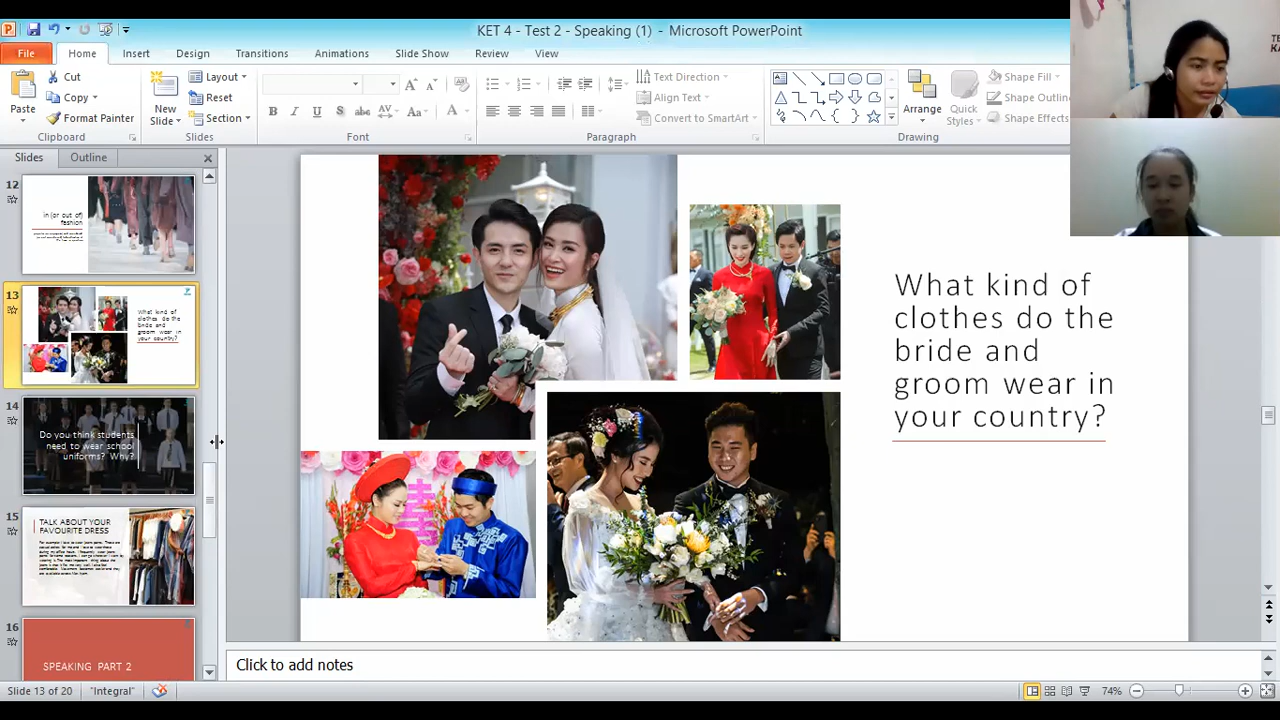 KET 4 - Test 2 - Speaking (1) - Microsoft PowerPoint
File Home Insert Design Transitions Animations Slide Show Review View
Paste
Cut
Copy
Format Painter
Clipboard
New
Slide
Layout
Reset
Section
Slides
B I U S abc AV Aa A
Font
Text Direction
Align Text
Convert to SmartArt
Paragraph
Arrange
Quick
Styles
Shape Fill
Shape Outline
Shape Effects
Drawing
Slides Outline
12
in (or out of)
fashion
13
What kind of
clothes do the
bride and
groom wear in
your country?
14
Do you think students
need to wear school
uniforms? Why?
15
TALK ABOUT YOUR
FAVOURITE DRESS
16
SPEAKING PART 2
What kind of
clothes do the
bride and
groom wear in
your country?
Click to add notes
Slide 13 of 20 "Integral" 74%